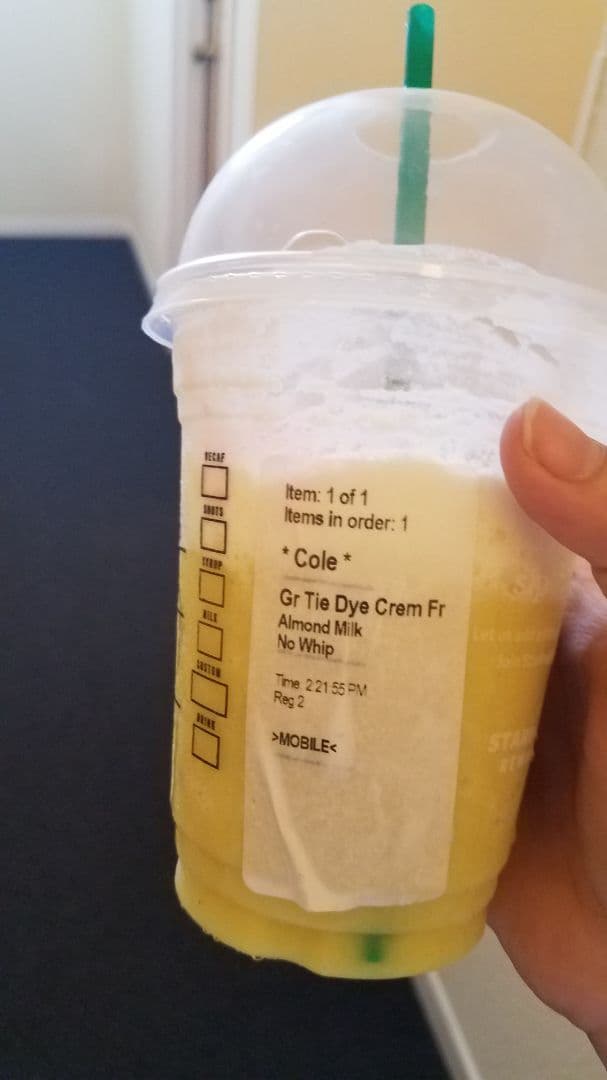 DECAF
SHOTS
SYRUP
MILK
CUSTOM
DRINK
Item: 1 of 1
Items in order: 1
* Cole *
Gr Tie Dye Crem Fr
Almond Milk
No Whip
Time 2 21 55 PM
Reg 2
>MOBILE<